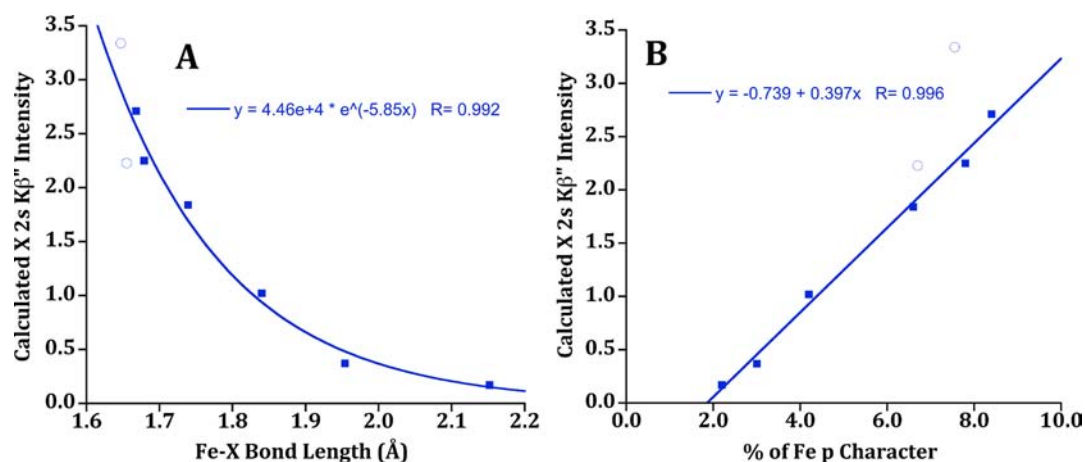 A
y = 4.46e+4 * e^(-5.85x) R= 0.992
Calculated X 2s Kβ" Intensity
3.5
3.0
2.5
2.0
1.5
1.0
0.5
0.0
1.6 1.7 1.8 1.9 2.0 2.1 2.2
Fe-X Bond Length (Å)
B
y = -0.739 + 0.397x R= 0.996
Calculated X 2s Kβ" Intensity
3.5
3.0
2.5
2.0
1.5
1.0
0.5
0.0
0.0 2.0 4.0 6.0 8.0 10.0
% of Fe p Character